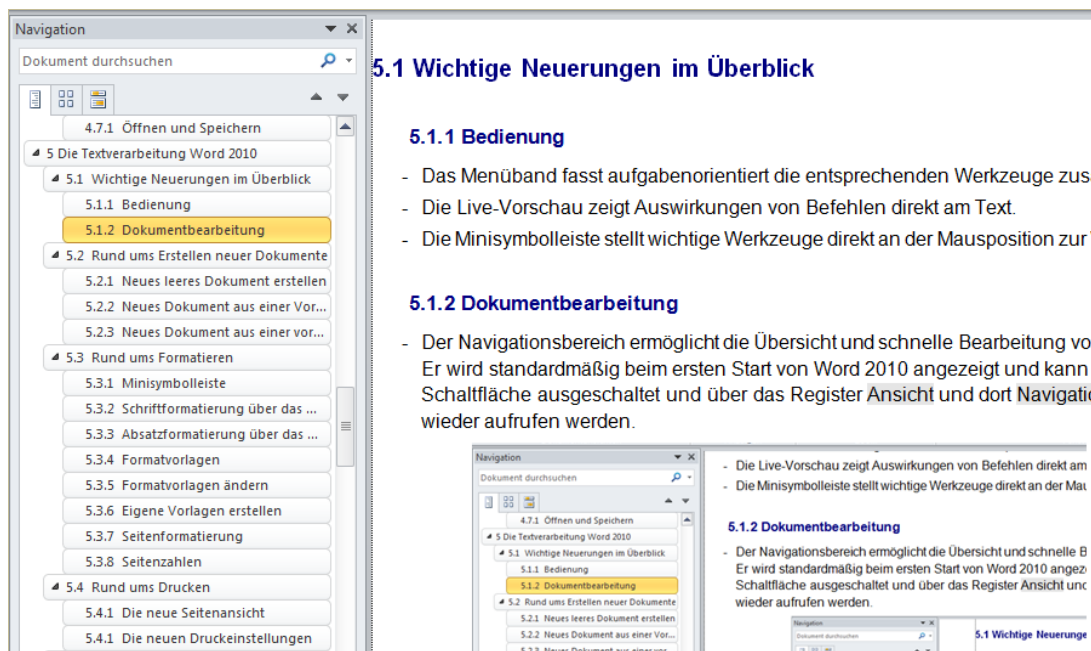 Navigation
Dokument durchsuchen
4.7.1 Öffnen und Speichern
5 Die Textverarbeitung Word 2010
5.1 Wichtige Neuerungen im Überblick
5.1.1 Bedienung
5.1.2 Dokumentbearbeitung
5.2 Rund ums Erstellen neuer Dokumente
5.2.1 Neues leeres Dokument erstellen
5.2.2 Neues Dokument aus einer Vor...
5.2.3 Neues Dokument aus einer vor...
5.3 Rund ums Formatieren
5.3.1 Minisymbolleiste
5.3.2 Schriftformatierung über das ...
5.3.3 Absatzformatierung über das ...
5.3.4 Formatvorlagen
5.3.5 Formatvorlagen ändern
5.3.6 Eigene Vorlagen erstellen
5.3.7 Seitenformatierung
5.3.8 Seitenzahlen
5.4 Rund ums Drucken
5.4.1 Die neue Seitenansicht
5.4.1 Die neuen Druckeinstellungen
5.1 Wichtige Neuerungen im Überblick
5.1.1 Bedienung
- Das Menüband fasst aufgabenorientiert die entsprechenden Werkzeuge zus
- Die Live-Vorschau zeigt Auswirkungen von Befehlen direkt am Text.
- Die Minisymbolleiste stellt wichtige Werkzeuge direkt an der Mausposition zur
5.1.2 Dokumentbearbeitung
- Der Navigationsbereich ermöglicht die Übersicht und schnelle Bearbeitung vo
Er wird standardmäßig beim ersten Start von Word 2010 angezeigt und kann
Schaltfläche ausgeschaltet und über das Register Ansicht und dort Navigati
wieder aufrufen werden.
Navigation
Dokument durchsuchen
4.7.1 Öffnen und Speichern
5 Die Textverarbeitung Word 2010
5.1 Wichtige Neuerungen im Überblick
5.1.1 Bedienung
5.1.2 Dokumentbearbeitung
5.2 Rund ums Erstellen neuer Dokumente
5.2.1 Neues leeres Dokument erstellen
5.2.2 Neues Dokument aus einer Vor...
- Die Live-Vorschau zeigt Auswirkungen von Befehlen direkt am
- Die Minisymbolleiste stellt wichtige Werkzeuge direkt an der Mau
5.1.2 Dokumentbearbeitung
- Der Navigationsbereich ermöglicht die Übersicht und schnelle B
Er wird standardmäßig beim ersten Start von Word 2010 angeze
Schaltfläche ausgeschaltet und über das Register Ansicht und
wieder aufrufen werden.
Navigation
Dokument durchsuchen
5.1 Wichtige Neuerunge